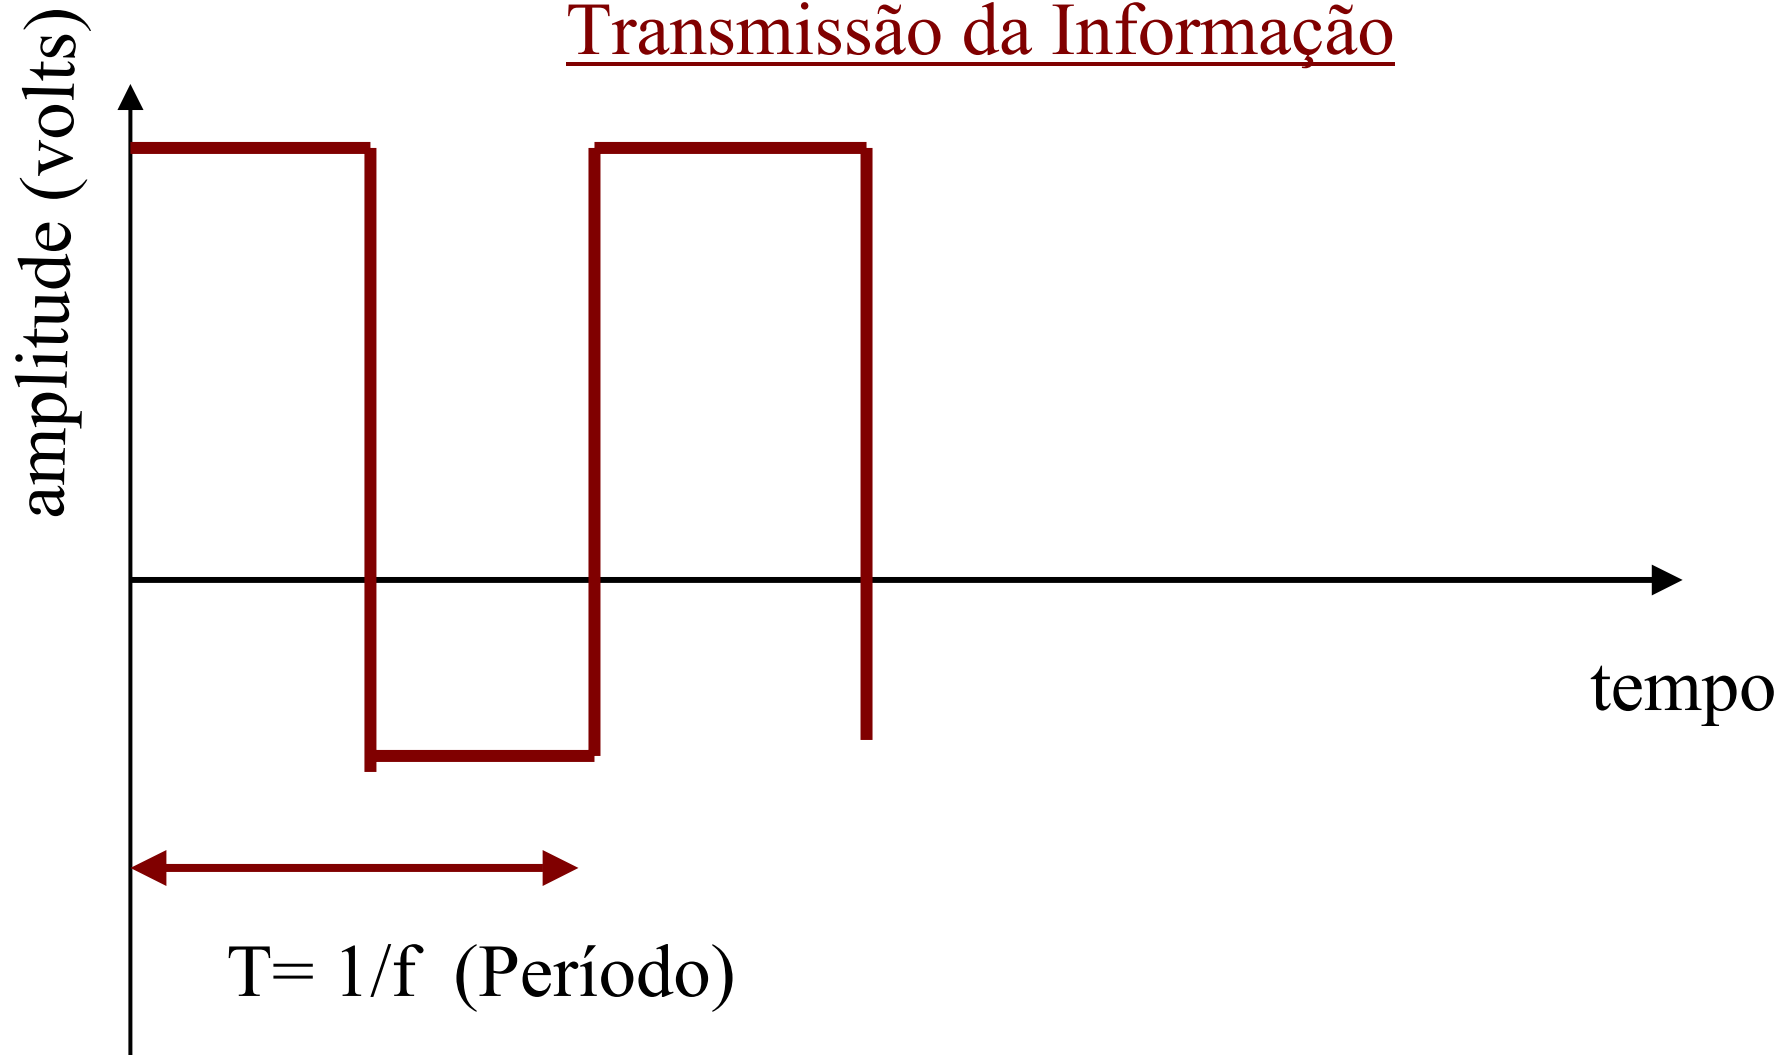 Transmissão da Informação
amplitude (volts)
tempo
T= 1/f (Período)